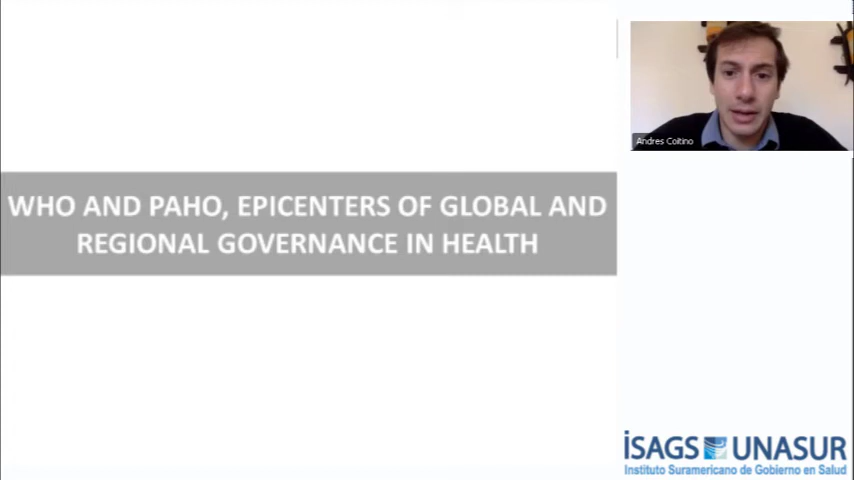 Andres Coitino
WHO AND PAHO, EPICENTERS OF GLOBAL AND
REGIONAL GOVERNANCE IN HEALTH
iSAGS UNASUR
Instituto Suramericano de Gobierno en Salud